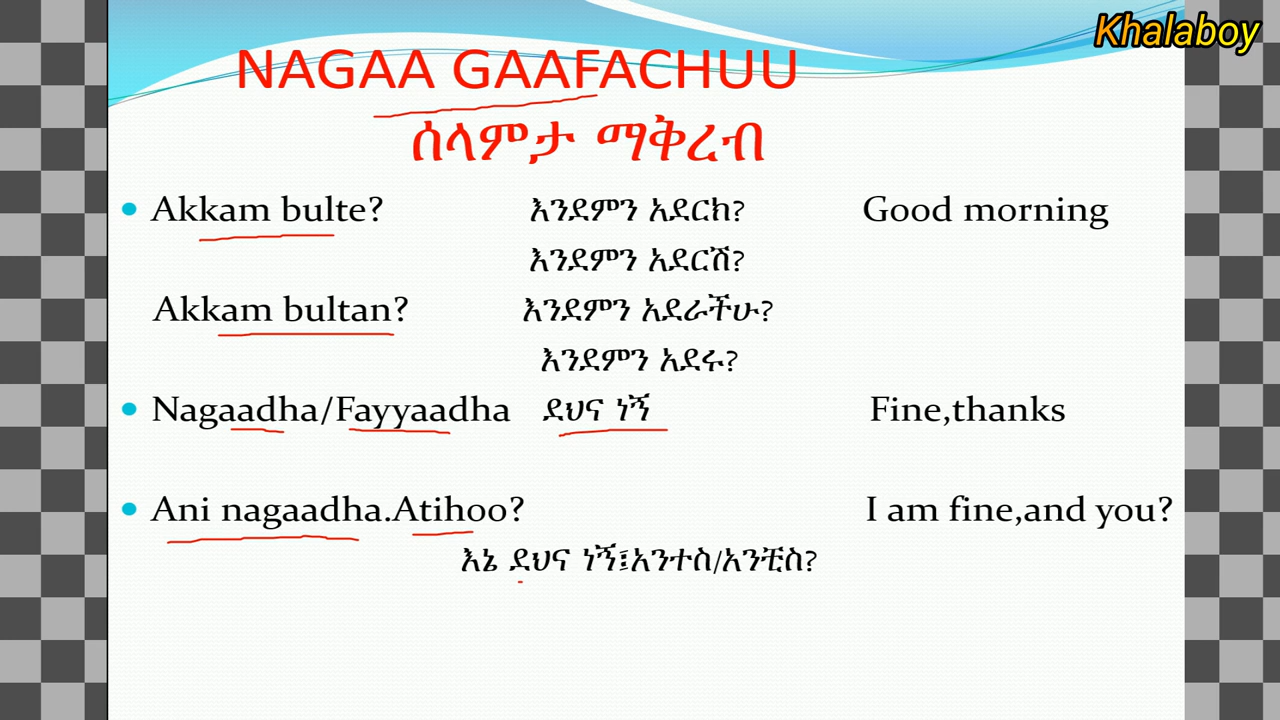 Khalaboy
NAGAA GAAFACHUU
ሰላምታ ማቅረብ
Akkam bulte? እንደምን አደርክ? Good morning
እንደምን አደርሽ?
Akkam bultan? እንደምን አደራችሁ?
እንደምን አደሩ?
Nagaadha/Fayyaadha ደህና ነኝ Fine,thanks
Ani nagaadha.Atihoo? I am fine,and you?
እኔ ደህና ነኝ፤አንተስ/አንቺስ?